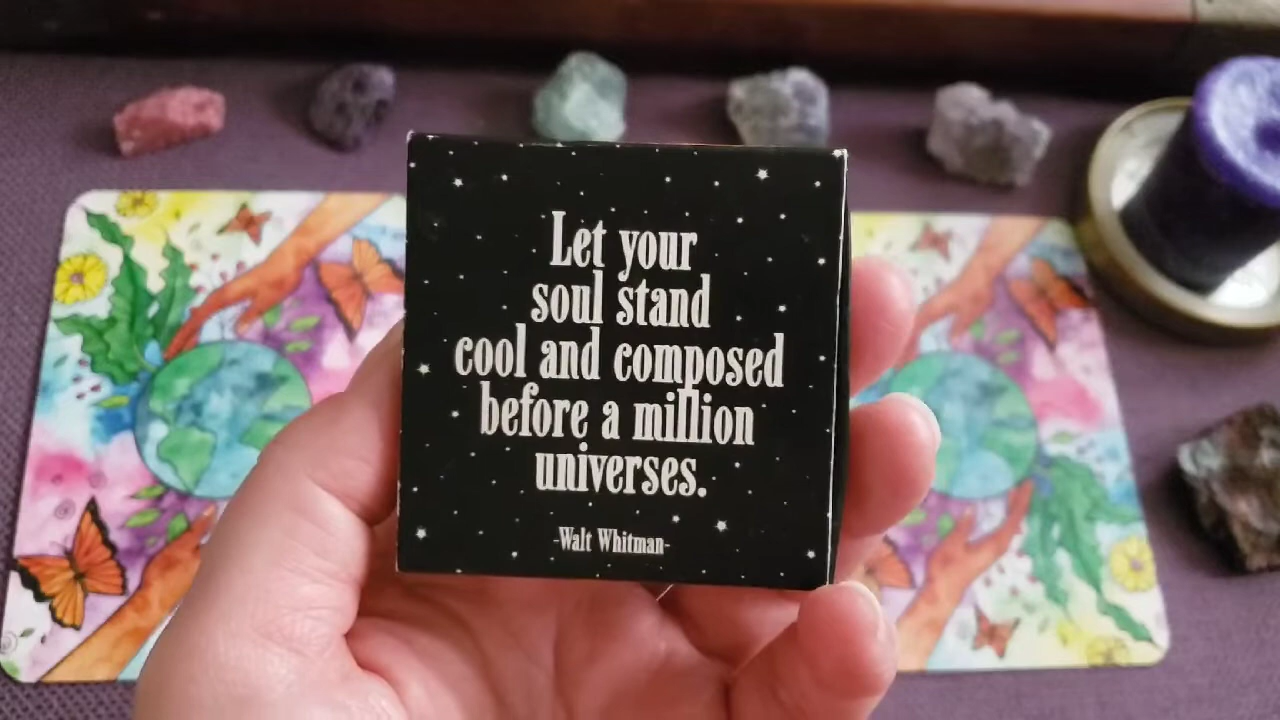 Let your
soul stand
cool and composed
before a million
universes.
-Walt Whitman-